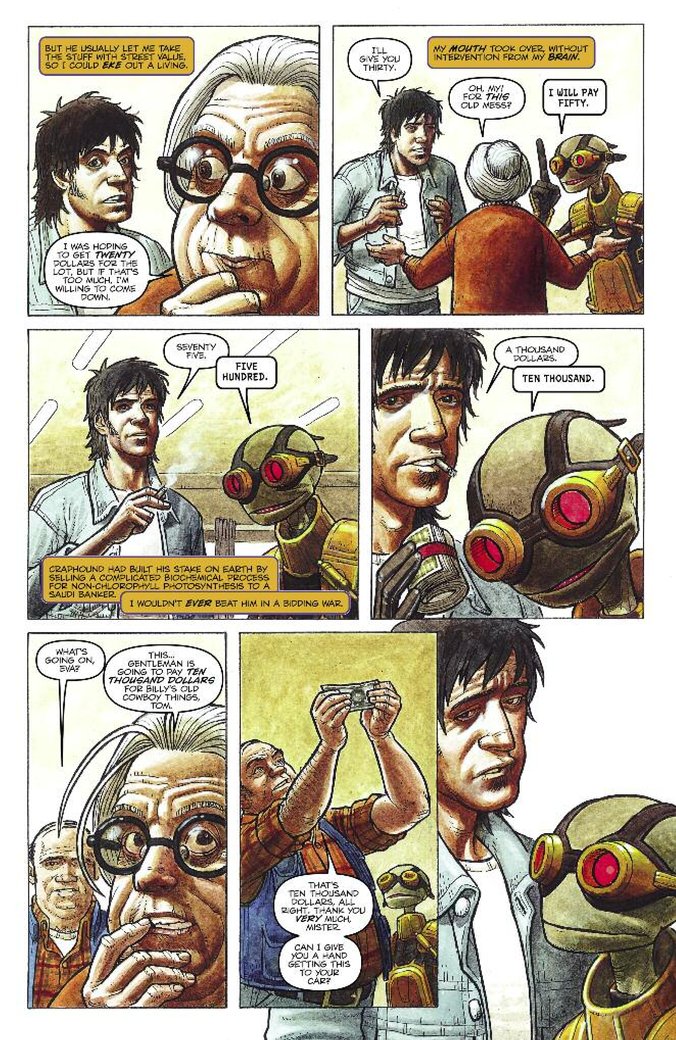 BUT HE USUALLY LET ME TAKE
THE STUFF WITH STREET VALUE,
SO I COULD EKE OUT A LIVING.
I WAS HOPING
TO GET TWENTY
DOLLARS FOR THE
LOT, BUT IF THAT'S
TOO MUCH, I'M
WILLING TO COME
DOWN.
I'LL
GIVE YOU
THIRTY.
MY MOUTH TOOK OVER, WITHOUT
INTERVENTION FROM MY BRAIN.
OH, MY!
FOR THIS
OLD MESS?
I WILL PAY
FIFTY.
SEVENTY
FIVE.
FIVE
HUNDRED.
CRAPHOUND HAD BUILT HIS STAKE ON EARTH BY
SELLING A COMPLICATED BIOCHEMICAL PROCESS
FOR NON-CHLOROPHYLL PHOTOSYNTHESIS TO A
SAUDI BANKER.
I WOULDN'T EVER BEAT HIM IN A BIDDING WAR.
A THOUSAND
DOLLARS.
TEN THOUSAND.
WHAT'S
GOING ON,
EVA?
THIS...
GENTLEMAN IS
GOING TO PAY TEN
THOUSAND DOLLARS
FOR BILLY'S OLD
COWBOY THINGS,
TOM.
THAT'S
TEN THOUSAND
DOLLARS, ALL
RIGHT. THANK YOU
VERY MUCH,
MISTER.
CAN I GIVE
YOU A HAND
GETTING THIS
TO YOUR
CAR?